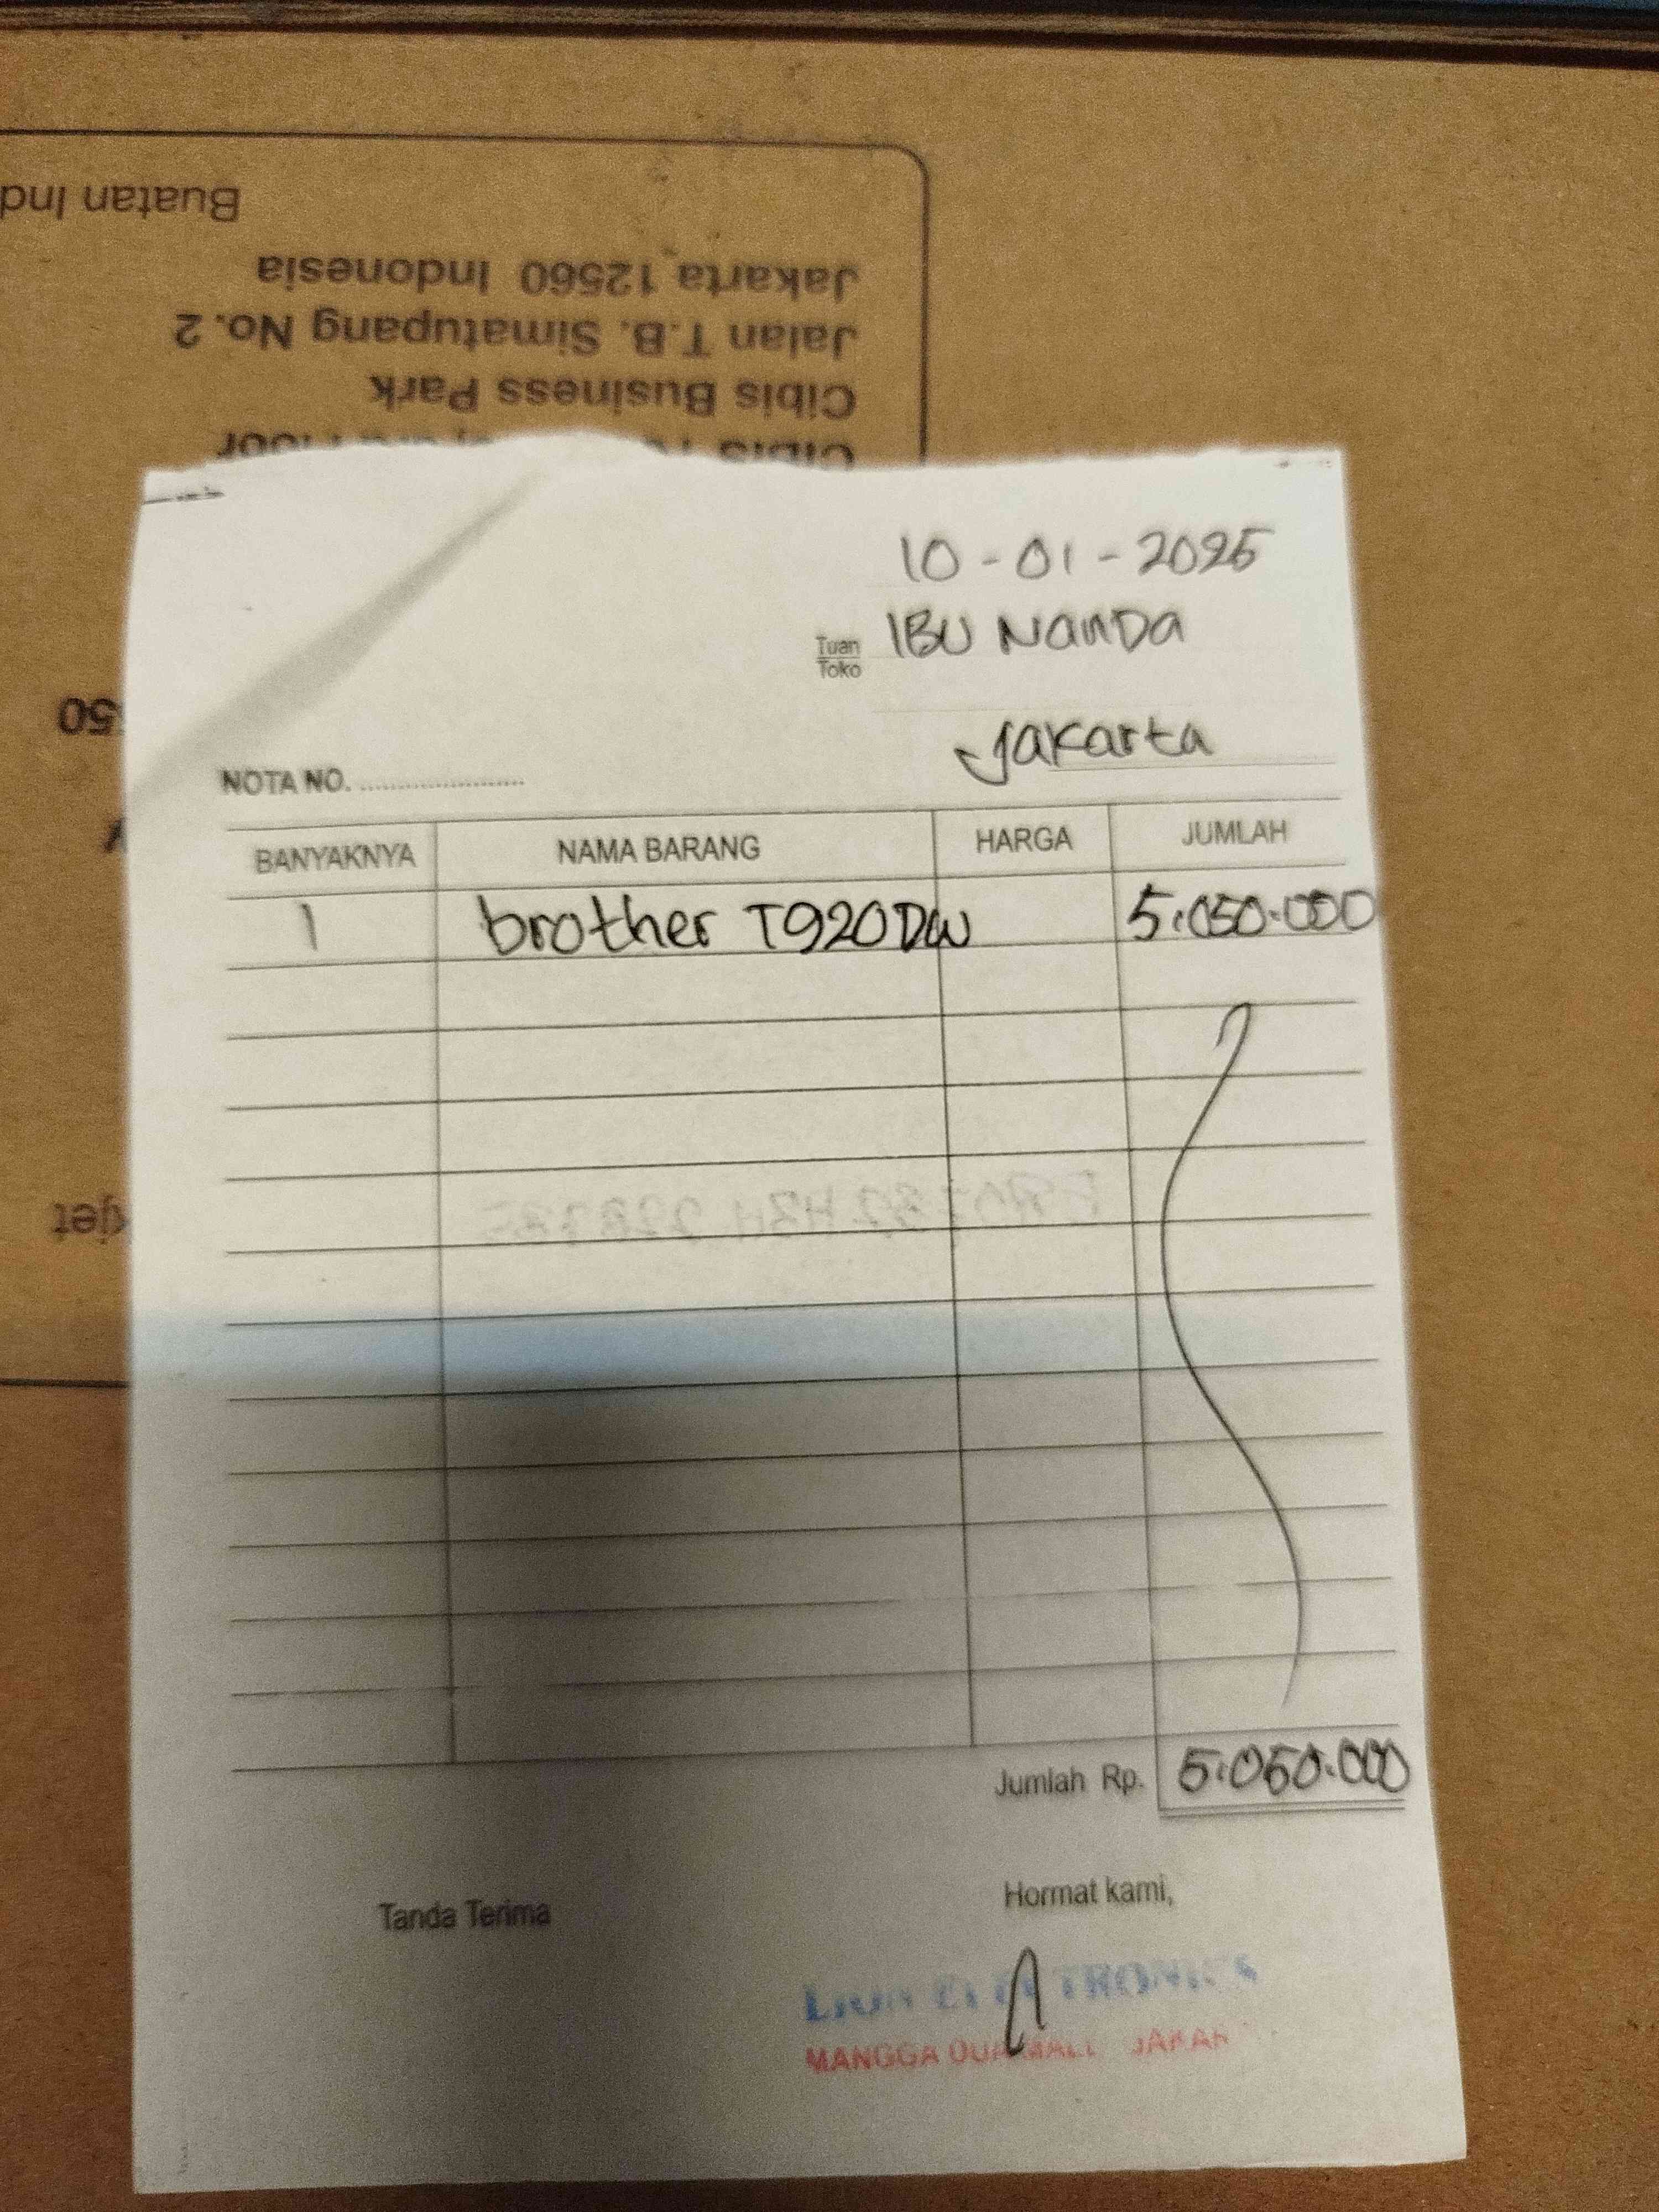 Buatan Ind
Jakarta 12560 Indonesia
Jalan T.B. Simatupang No. 2
Cibis Business Park
50
10-01-2025
Tuan
Toko
IBU NanDa
Jakarta
NOTA NO. ........................
BANYAKNYA NAMA BARANG HARGA JUMLAH
1 brother T920DW 5.050.000
Jumlah Rp. 5.050.000
Tanda Terima
Hormat kami,
MANGGA DUA MALL